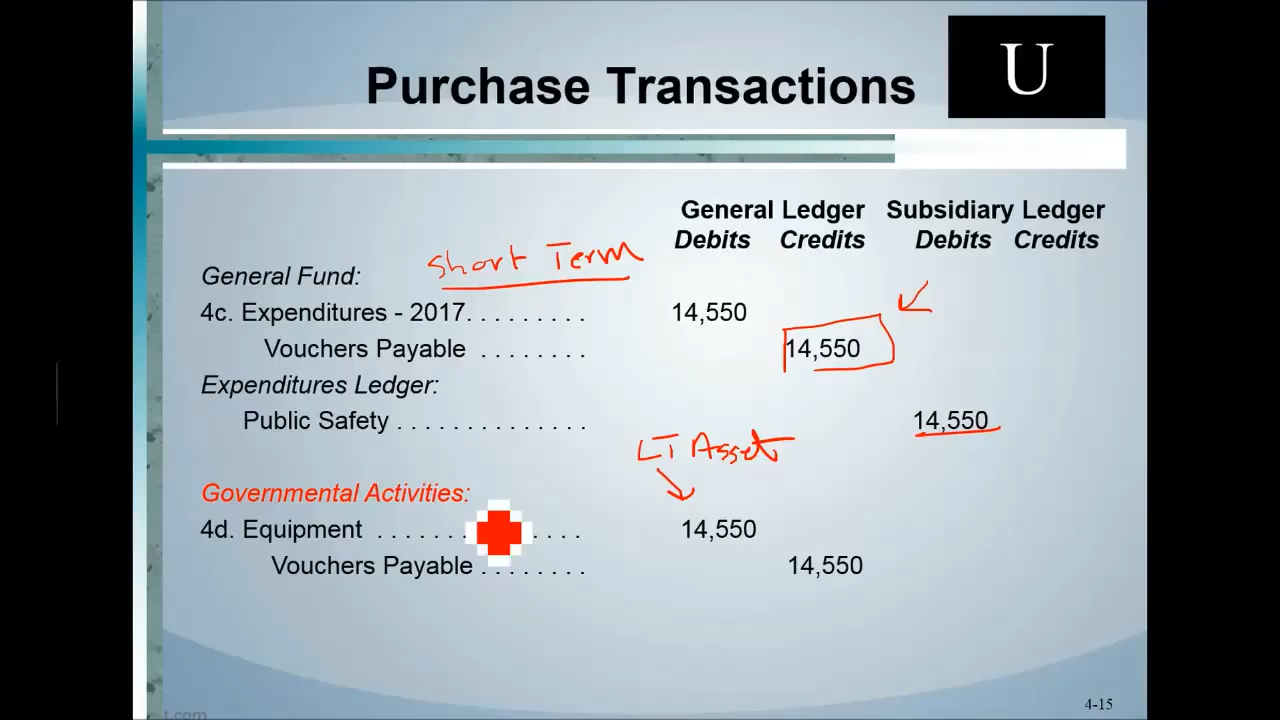 U
Purchase Transactions
General Ledger Subsidiary Ledger
Debits Credits Debits Credits
Short Term
General Fund:
4c. Expenditures - 2017. . . . . . . . . 14,550
Vouchers Payable . . . . . . . . 14,550
Expenditures Ledger:
Public Safety . . . . . . . . . . . . . . 14,550
LT Assets
Governmental Activities:
4d. Equipment . . . . . . . . . . 14,550
Vouchers Payable . . . . . . . . 14,550
4-15
t.com